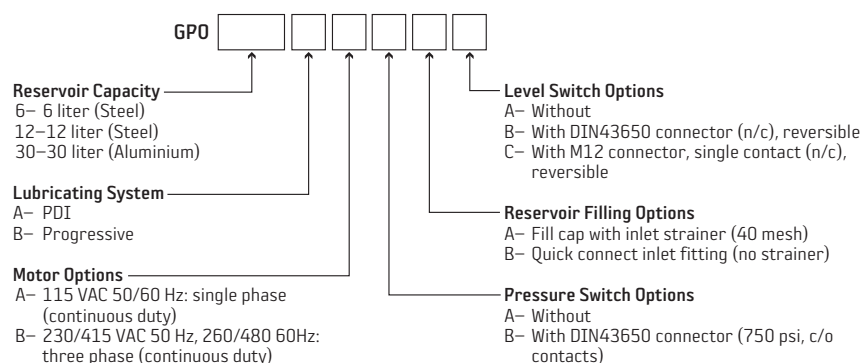 GPO
Reservoir Capacity
6– 6 liter (Steel)
12–12 liter (Steel)
30–30 liter (Aluminium)
Lubricating System
A– PDI
B– Progressive
Motor Options
A– 115 VAC 50/60 Hz: single phase
(continuous duty)
B– 230/415 VAC 50 Hz, 260/480 60Hz:
three phase (continuous duty)
Level Switch Options
A– Without
B– With DIN43650 connector (n/c), reversible
C– With M12 connector, single contact (n/c),
reversible
Reservoir Filling Options
A– Fill cap with inlet strainer (40 mesh)
B– Quick connect inlet fitting (no strainer)
Pressure Switch Options
A– Without
B– With DIN43650 connector (750 psi, c/o
contacts)